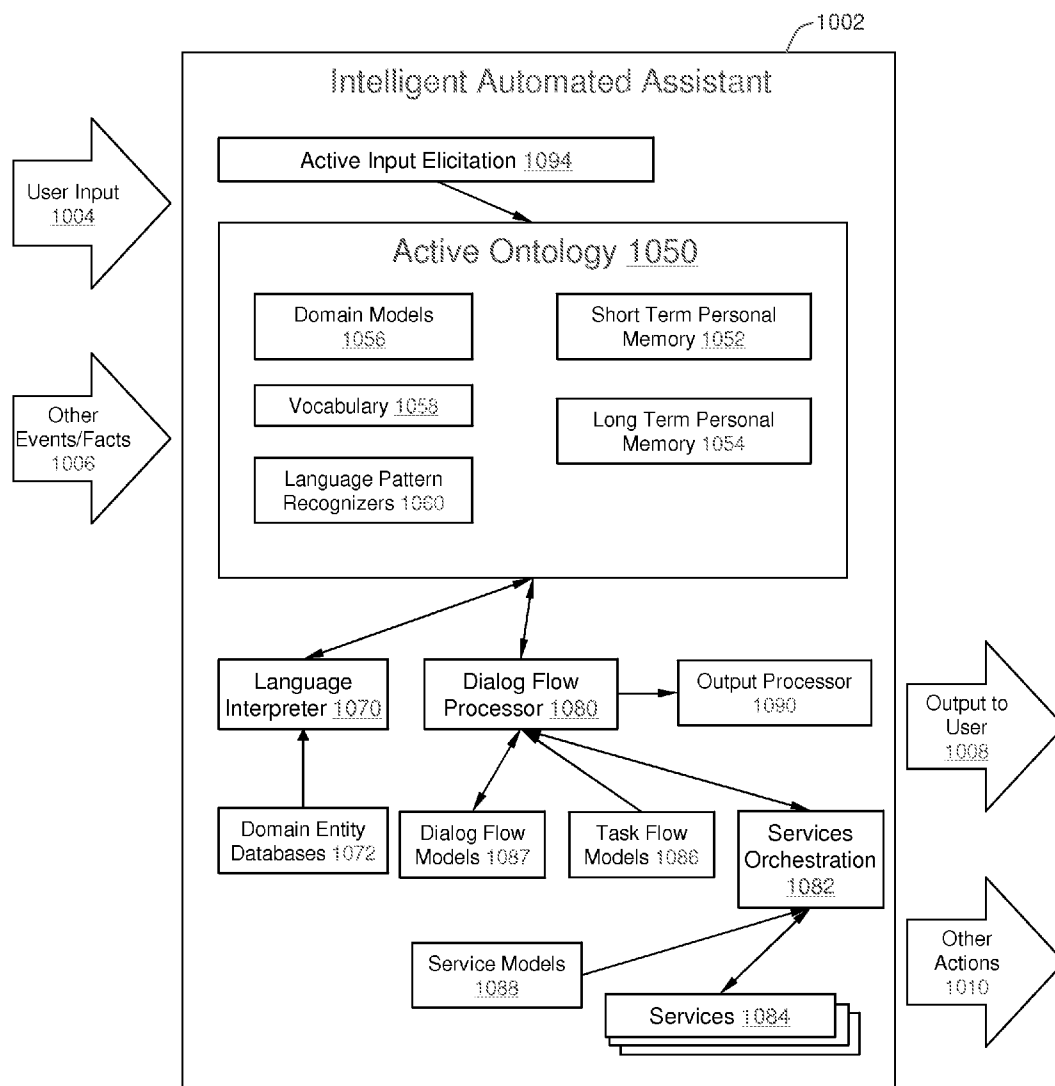 1002
Intelligent Automated Assistant
Active Input Elicitation 1094
User Input
1004
Active Ontology 1050
Domain Models
1056
Short Term Personal
Memory 1052
Vocabulary 1058
Long Term Personal
Memory 1054
Other
Events/Facts
1006
Language Pattern
Recognizers 1060
Language
Interpreter 1070
Dialog Flow
Processor 1080
Output Processor
1090
Output to
User
1008
Domain Entity
Databases 1072
Dialog Flow
Models 1087
Task Flow
Models 1086
Services
Orchestration
1082
Service Models
1088
Other
Actions
1010
Services 1084